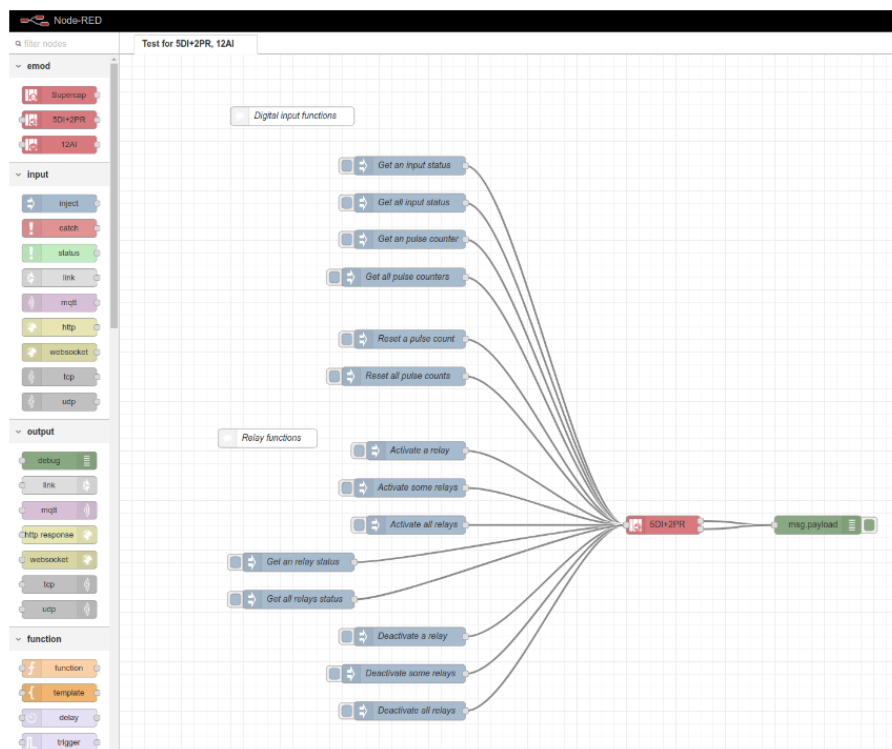 Node-RED
filter nodes
Test for 5DI+2PR, 12AI
emod
Supercap
5DI+2PR
12AI
input
inject
catch
status
link
mqtt
http
websocket
tcp
udp
output
debug
link
mqtt
http response
websocket
tcp
udp
function
function
template
delay
trigger
Digital input functions
Get an input status
Get all input status
Get an pulse counter
Get all pulse counters
Reset a pulse count
Reset all pulse counts
Relay functions
Activate a relay
Activate some relays
Activate all relays
Get an relay status
Get all relays status
Deactivate a relay
Deactivate some relays
Deactivate all relays
5DI+2PR
msg.payload